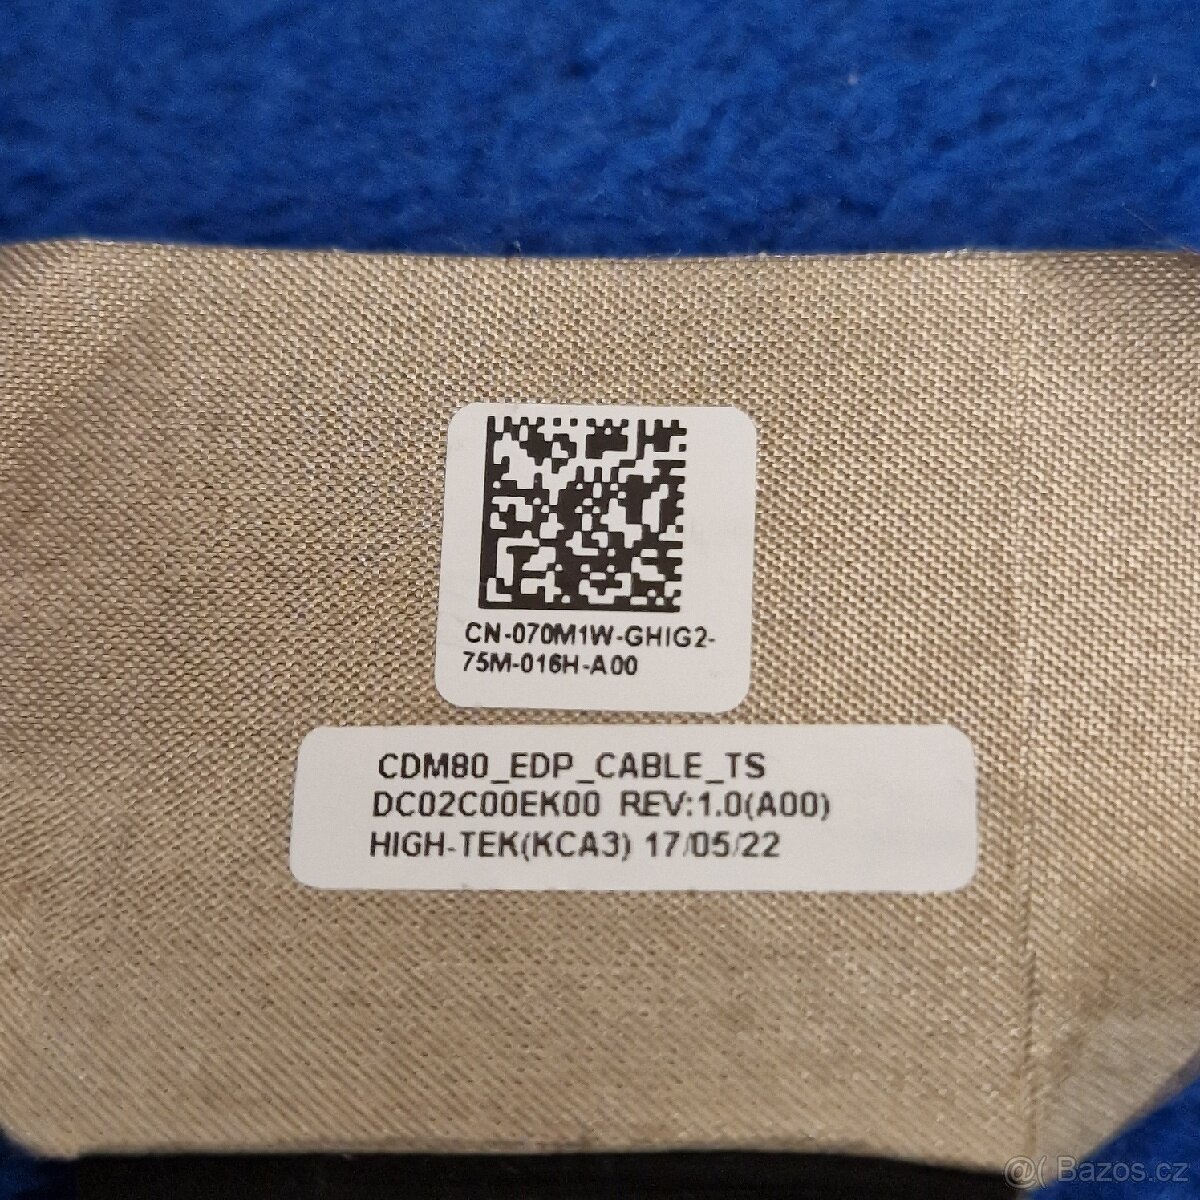 CN-070M1W-GHIG2-
75M-016H-A00
CDM80_EDP_CABLE_TS
DC02C00EK00 REV:1.0(A00)
HIGH-TEK(KCA3) 17/05/22
@( Bazos.cz